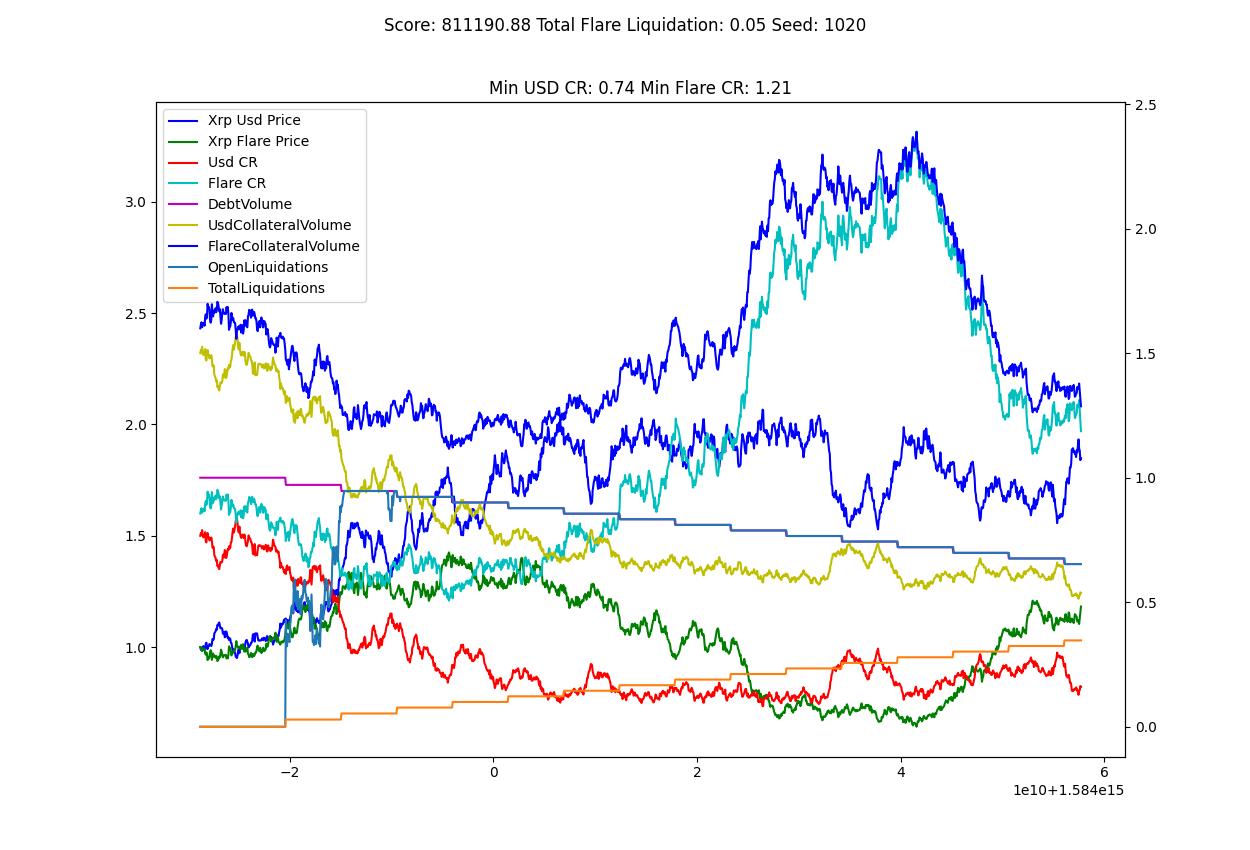 Score: 811190.88 Total Flare Liquidation: 0.05 Seed: 1020
Min USD CR: 0.74 Min Flare CR: 1.21
Xrp Usd Price
Xrp Flare Price
Usd CR
Flare CR
DebtVolume
UsdCollateralVolume
FlareCollateralVolume
OpenLiquidations
TotalLiquidations
3.0
2.5
2.0
1.5
1.0
2.5
2.0
1.5
1.0
0.5
0.0
−2
0
2
4
6
1e10+1.584e15